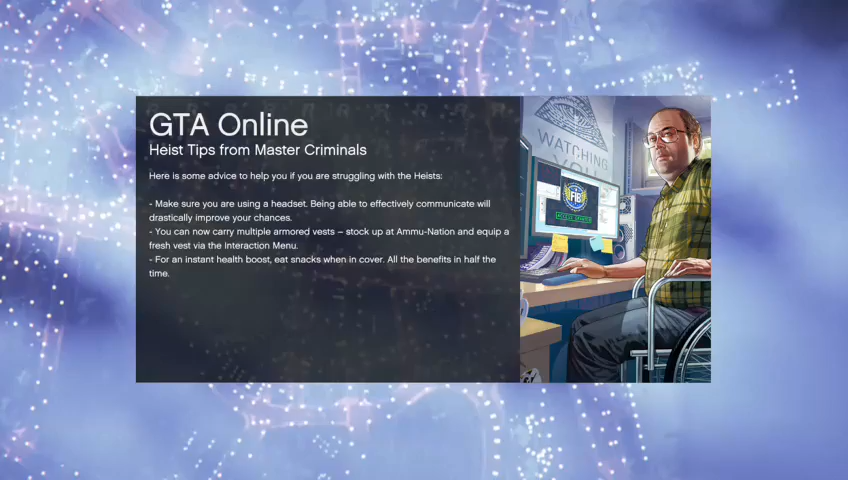 GTA Online
Heist Tips from Master Criminals
Here is some advice to help you if you are struggling with the Heists:
- Make sure you are using a headset. Being able to effectively communicate will
drastically improve your chances.
- You can now carry multiple armored vests – stock up at Ammu-Nation and equip a
fresh vest via the Interaction Menu.
- For an instant health boost, eat snacks when in cover. All the benefits in half the
time.
WATCHING
YOU
FIB